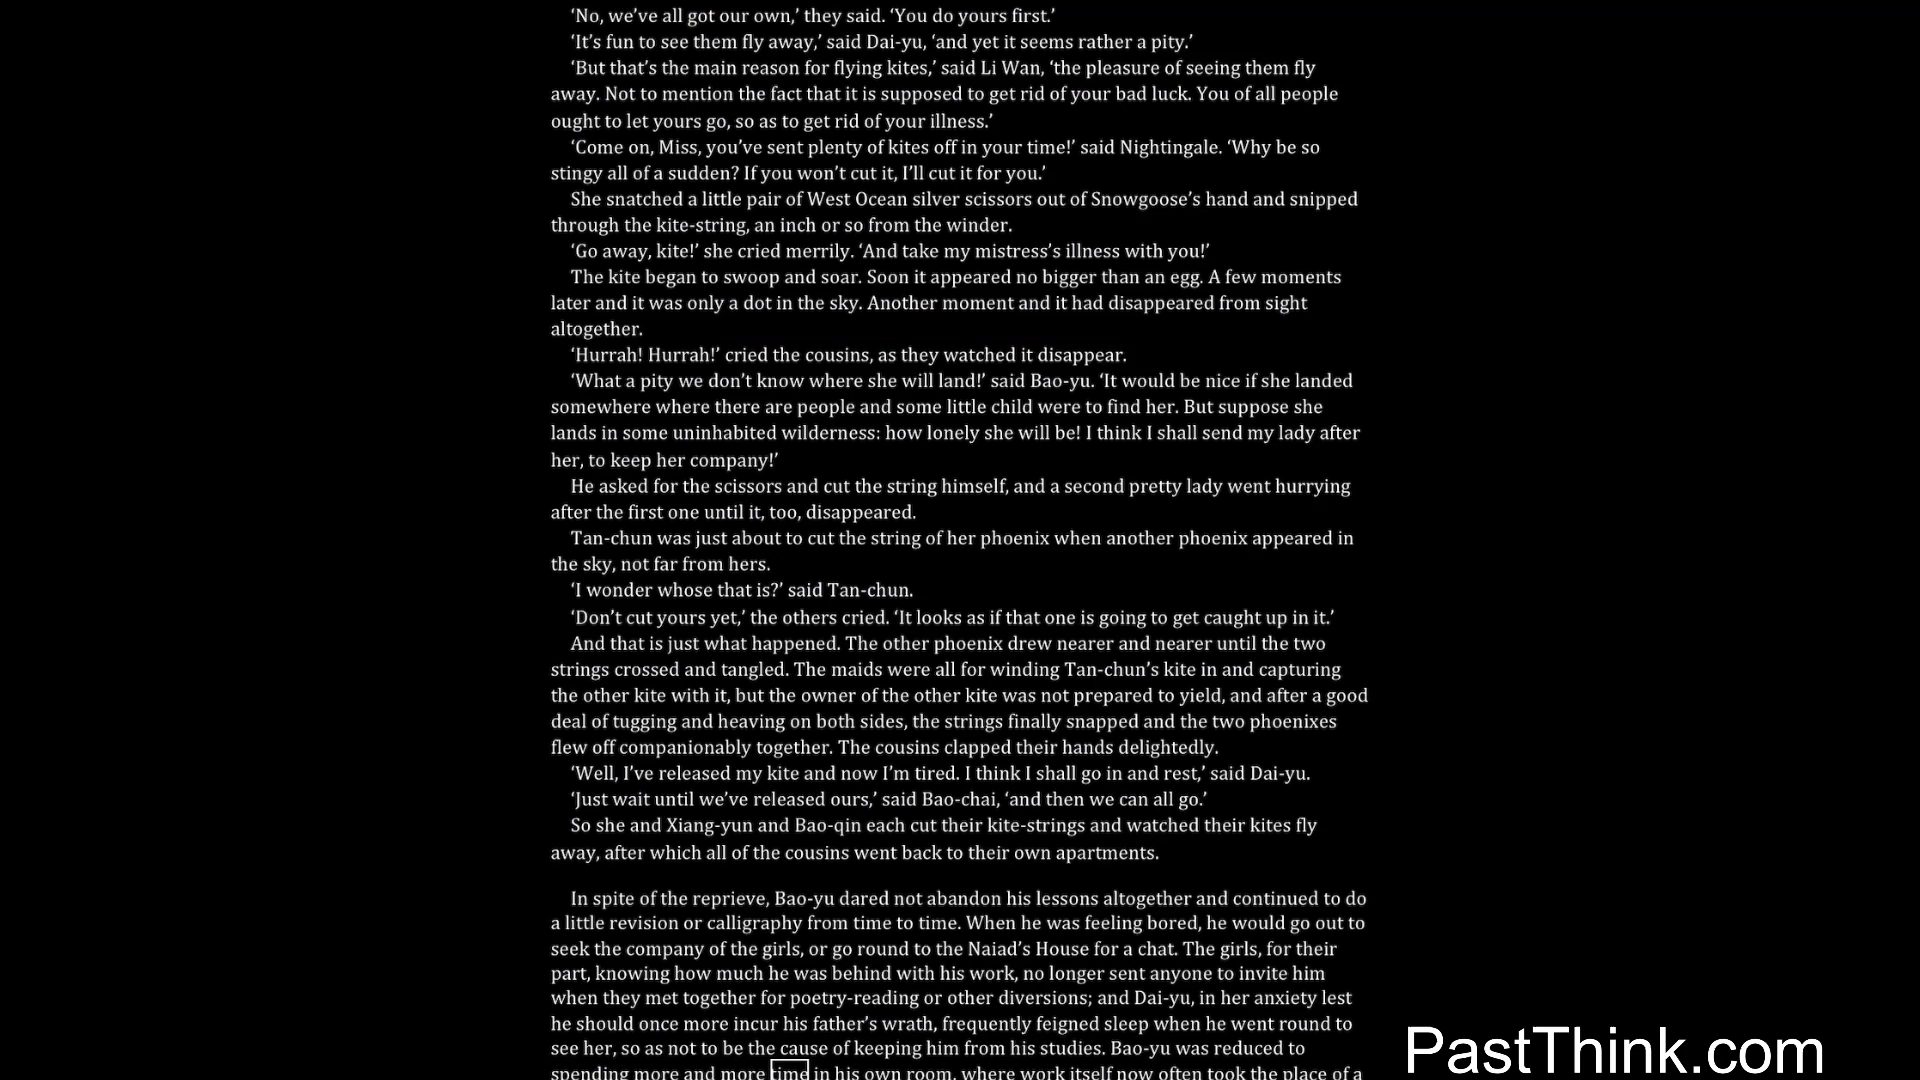 ‘No, we’ve all got our own,’ they said. ‘You do yours first.’
‘It’s fun to see them fly away,’ said Dai-yu, ‘and yet it seems rather a pity.’
‘But that’s the main reason for flying kites,’ said Li Wan, ‘the pleasure of seeing them fly
away. Not to mention the fact that it is supposed to get rid of your bad luck. You of all people
ought to let yours go, so as to get rid of your illness.’
‘Come on, Miss, you’ve sent plenty of kites off in your time!’ said Nightingale. ‘Why be so
stingy all of a sudden? If you won’t cut it, I’ll cut it for you.’
She snatched a little pair of West Ocean silver scissors out of Snowgoose’s hand and snipped
through the kite-string, an inch or so from the winder.
‘Go away, kite!’ she cried merrily. ‘And take my mistress’s illness with you!’
The kite began to swoop and soar. Soon it appeared no bigger than an egg. A few moments
later and it was only a dot in the sky. Another moment and it had disappeared from sight
altogether.
‘Hurrah! Hurrah!’ cried the cousins, as they watched it disappear.
‘What a pity we don’t know where she will land!’ said Bao-yu. ‘It would be nice if she landed
somewhere where there are people and some little child were to find her. But suppose she
lands in some uninhabited wilderness: how lonely she will be! I think I shall send my lady after
her, to keep her company!’
He asked for the scissors and cut the string himself, and a second pretty lady went hurrying
after the first one until it, too, disappeared.
Tan-chun was just about to cut the string of her phoenix when another phoenix appeared in
the sky, not far from hers.
‘I wonder whose that is?’ said Tan-chun.
‘Don’t cut yours yet,’ the others cried. ‘It looks as if that one is going to get caught up in it.’
And that is just what happened. The other phoenix drew nearer and nearer until the two
strings crossed and tangled. The maids were all for winding Tan-chun’s kite in and capturing
the other kite with it, but the owner of the other kite was not prepared to yield, and after a good
deal of tugging and heaving on both sides, the strings finally snapped and the two phoenixes
flew off companionably together. The cousins clapped their hands delightedly.
‘Well, I’ve released my kite and now I’m tired. I think I shall go in and rest,’ said Dai-yu.
‘Just wait until we’ve released ours,’ said Bao-chai, ‘and then we can all go.’
So she and Xiang-yun and Bao-qin each cut their kite-strings and watched their kites fly
away, after which all of the cousins went back to their own apartments.
In spite of the reprieve, Bao-yu dared not abandon his lessons altogether and continued to do
a little revision or calligraphy from time to time. When he was feeling bored, he would go out to
seek the company of the girls, or go round to the Naiad’s House for a chat. The girls, for their
part, knowing how much he was behind with his work, no longer sent anyone to invite him
when they met together for poetry-reading or other diversions; and Dai-yu, in her anxiety lest
he should once more incur his father’s wrath, frequently feigned sleep when he went round to
see her, so as not to be the cause of keeping him from his studies. Bao-yu was reduced to
spending more and more time in his own room, where work itself now often took the place of a
PastThink.com